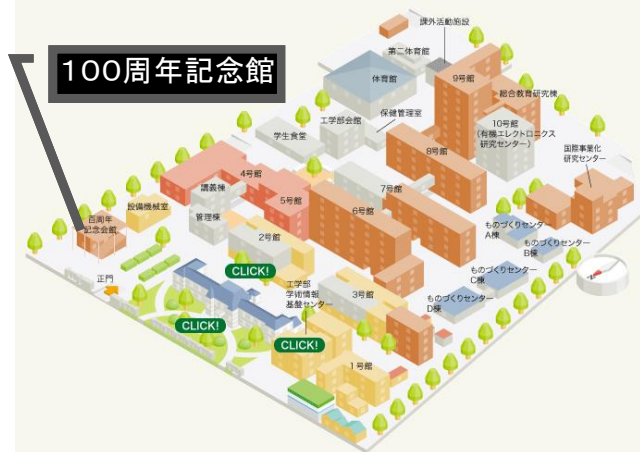 100周年記念館
課外活動施設
第二体育館
体育館
9号館
総合教育研究棟
保健管理室
工学部会館
学生食堂
10号館
(有機エレクトロニクス
研究センター)
国際事業化
研究センター
8号館
4号館
講義棟
7号館
5号館
6号館
設備機械室
百周年
記念会館
管理棟
2号館
ものづくりセンター
A棟
ものづくりセンター
B棟
正門
CLICK!
工学部
学術情報
基盤センター
3号館
ものづくりセンター
C棟
ものづくりセンター
D棟
CLICK!
CLICK!
1号館